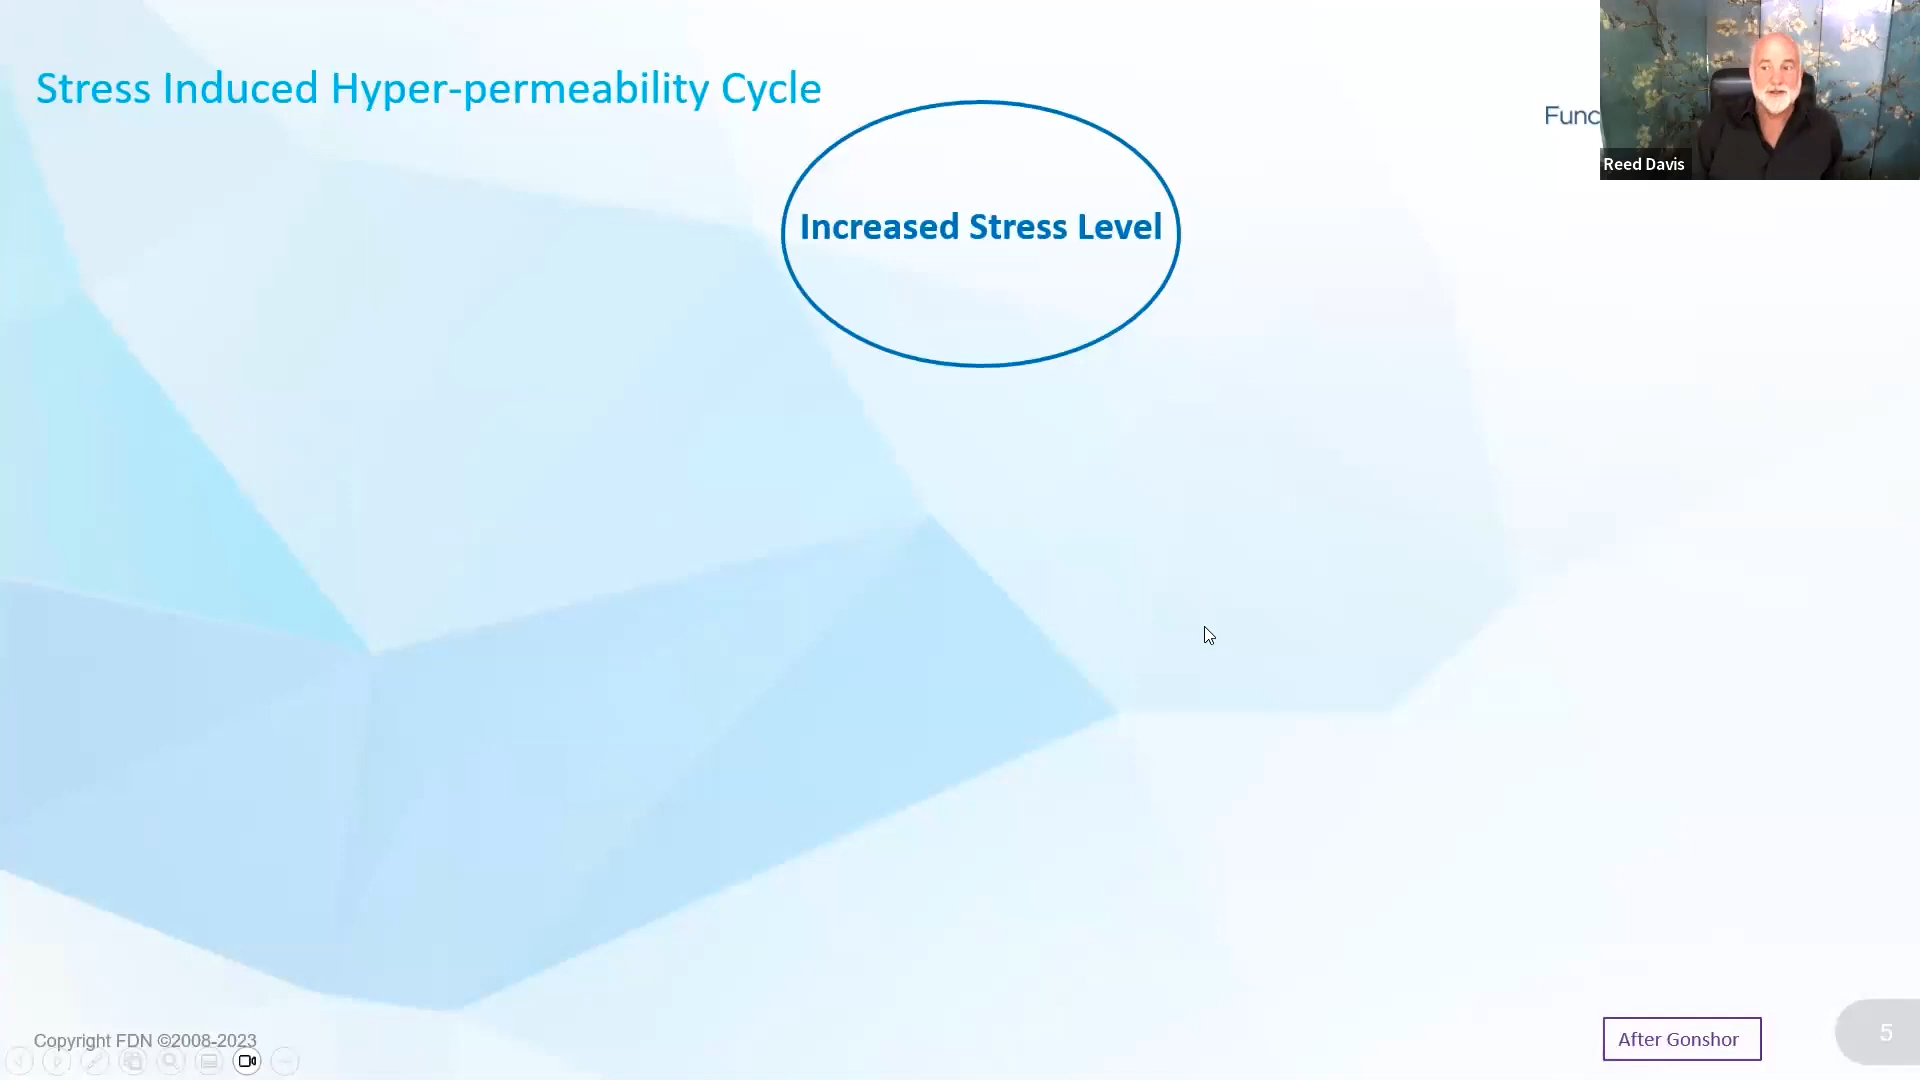 Stress Induced Hyper-permeability Cycle
Func
Reed Davis
Increased Stress Level
Copyright FDN ©2008-2023
After Gonshor
5